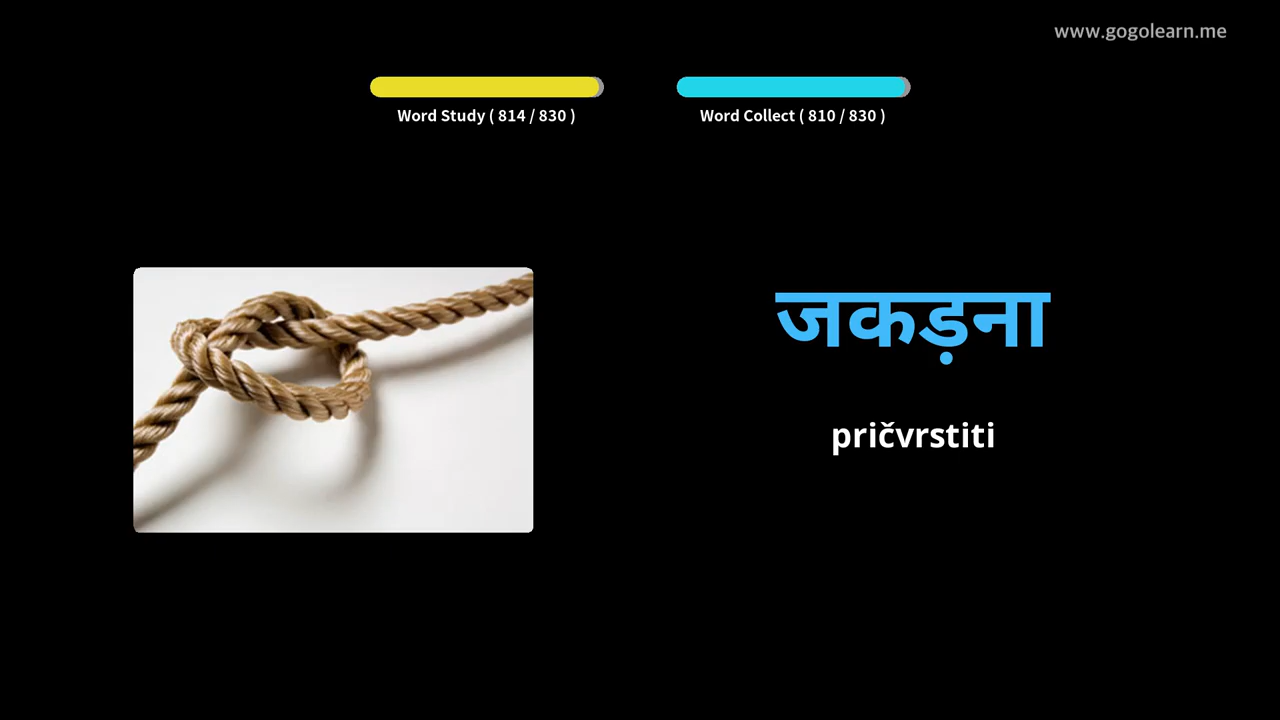 www.gogolearn.me
Word Study ( 814 / 830 )
Word Collect ( 810 / 830 )
जकड़ना
pričvrstiti